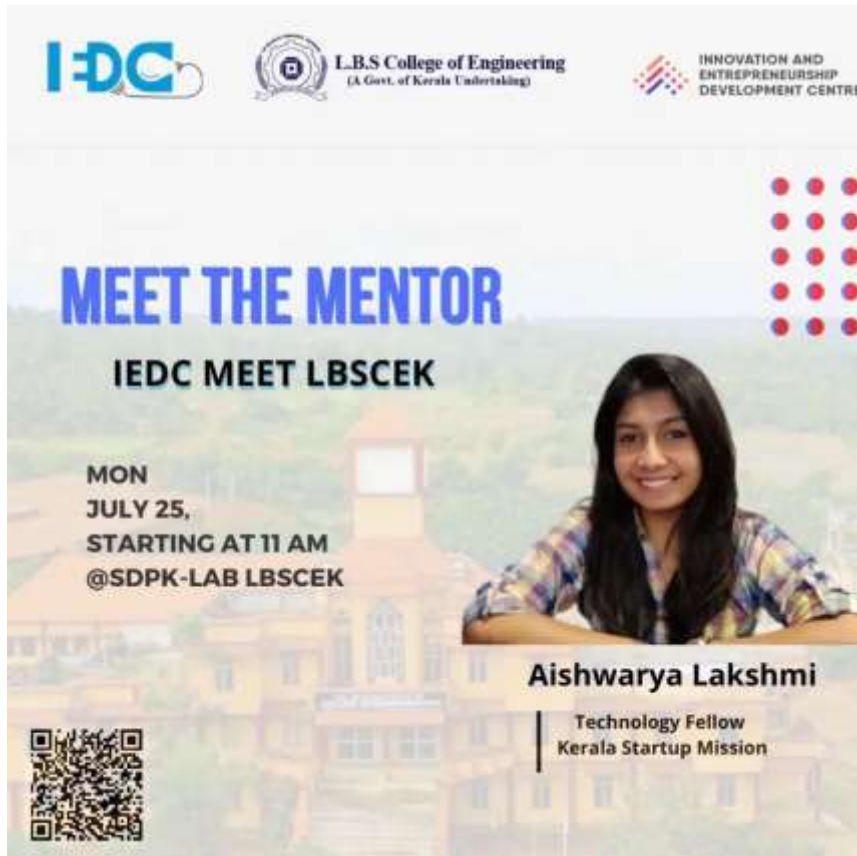 IEDC
L.B.S College of Engineering
(A Govt. of Kerala Undertaking)
INNOVATION AND
ENTREPRENEURSHIP
DEVELOPMENT CENTRE
MEET THE MENTOR
IEDC MEET LBSCEK
MON
JULY 25,
STARTING AT 11 AM
@SDPK-LAB LBSCEK
Aishwarya Lakshmi
Technology Fellow
Kerala Startup Mission